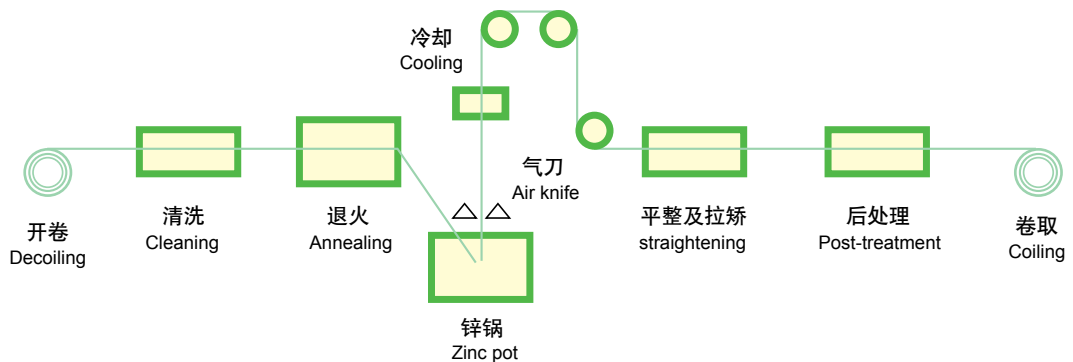 开卷
Decoiling
清洗
Cleaning
退火
Annealing
锌锅
Zinc pot
冷却
Cooling
气刀
Air knife
平整及拉矫
straightening
后处理
Post-treatment
卷取
Coiling